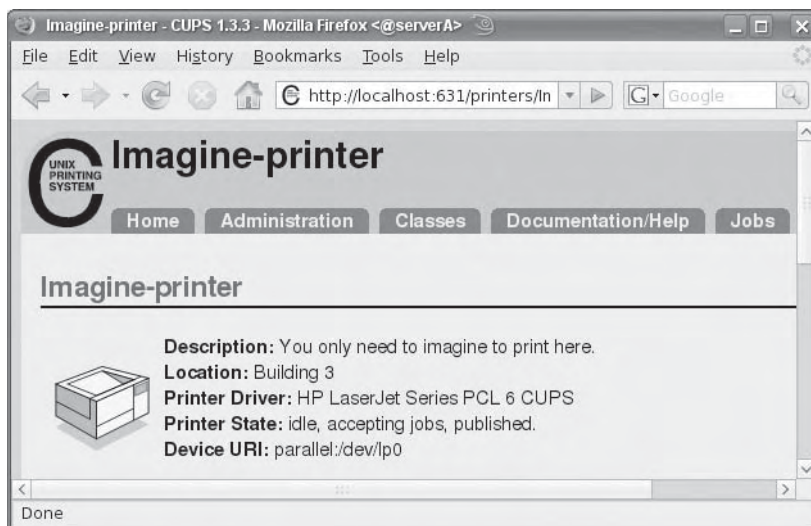 Imagine-printer - CUPS 1.3.3 - Mozilla Firefox <@serverA>
File Edit View History Bookmarks Tools Help
http://localhost:631/printers/In
G Google
UNIX
PRINTING
SYSTEM
Imagine-printer
Home Administration Classes Documentation/Help Jobs
Imagine-printer
Description: You only need to imagine to print here.
Location: Building 3
Printer Driver: HP LaserJet Series PCL 6 CUPS
Printer State: idle, accepting jobs, published.
Device URI: parallel:/dev/lp0
Done